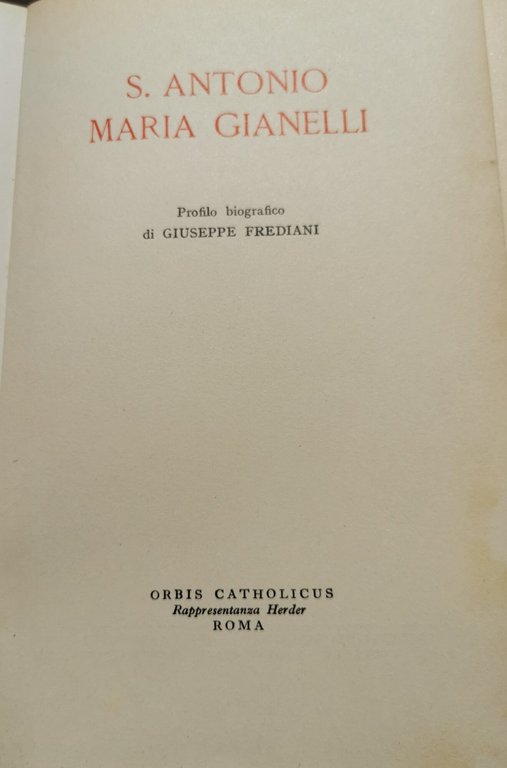 S. ANTONIO
MARIA GIANELLI
Profilo biografico
di GIUSEPPE FREDIANI
ORBIS CATHOLICUS
Rappresentanza Herder
ROMA